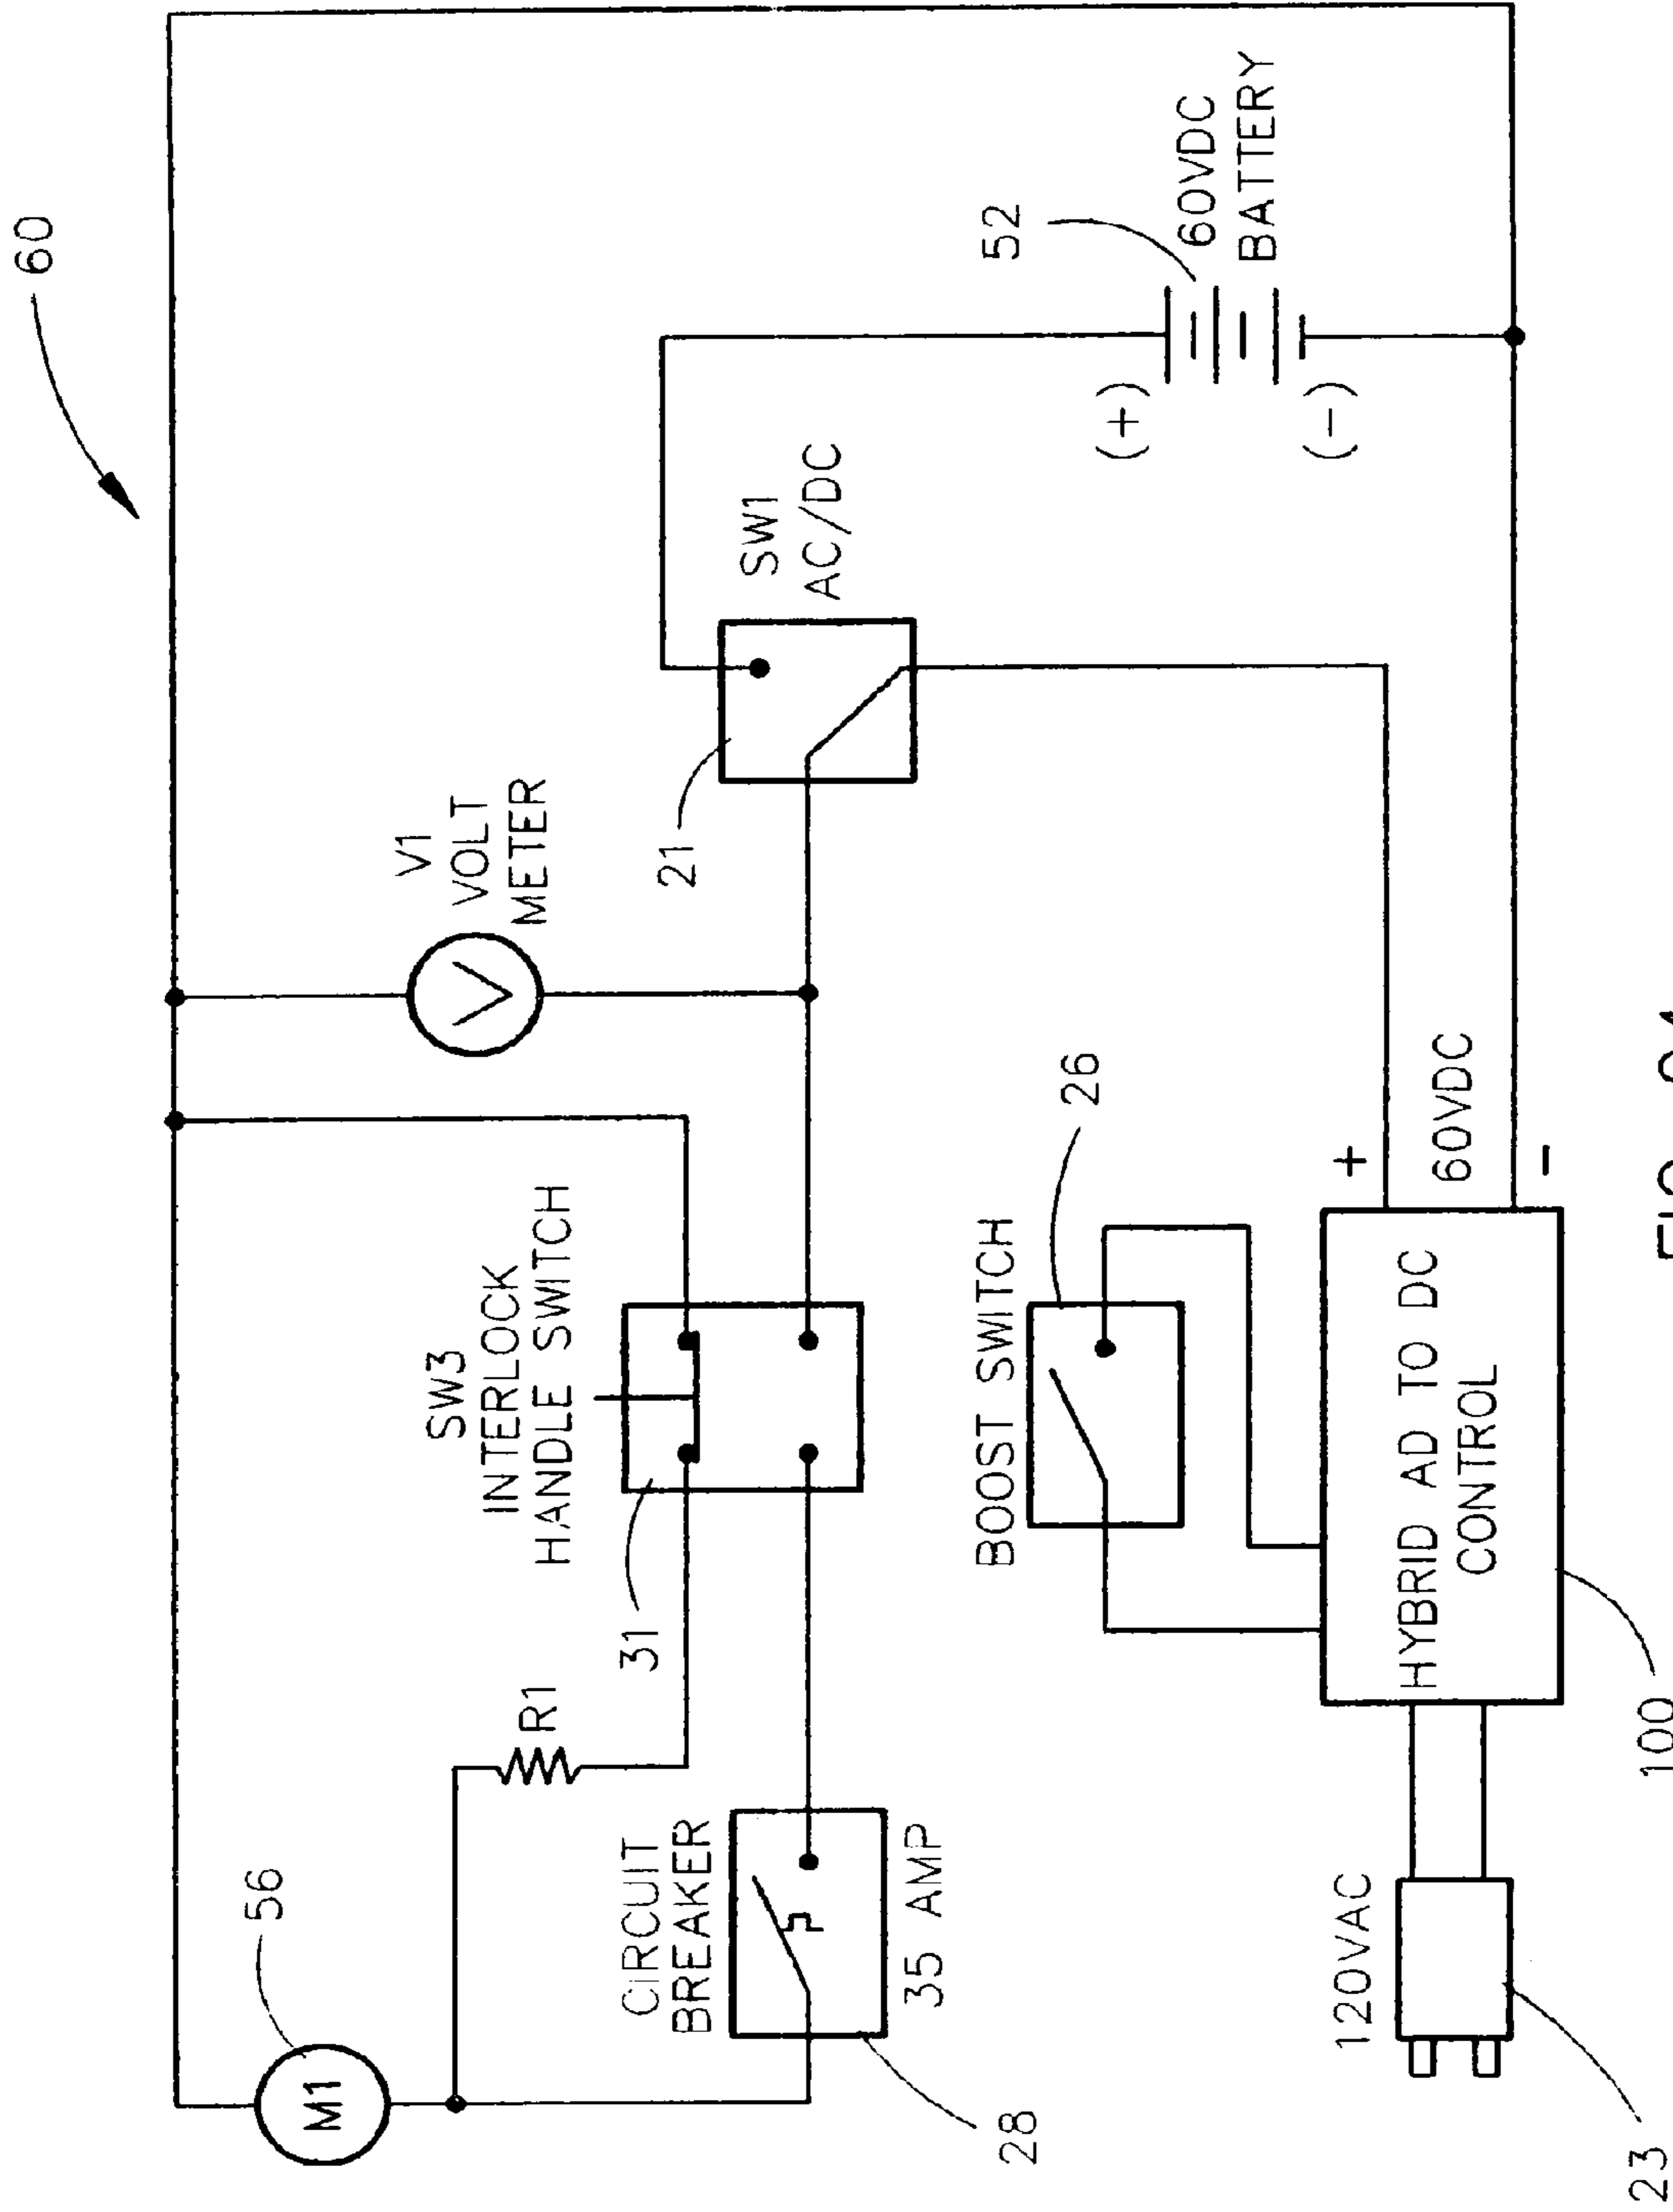 60
M1
56
R1
SW3
INTERLOCK
HANDLE SWITCH
31
V1
VOLT
METER
V
CIRCUIT
BREAKER
35 AMP
28
21
SW1
AC/DC
52
60VDC
BATTERY
(+)
(-)
BOOST SWITCH
26
120VAC
23
HYBRID AD TO DC
CONTROL
100
+
60VDC
-